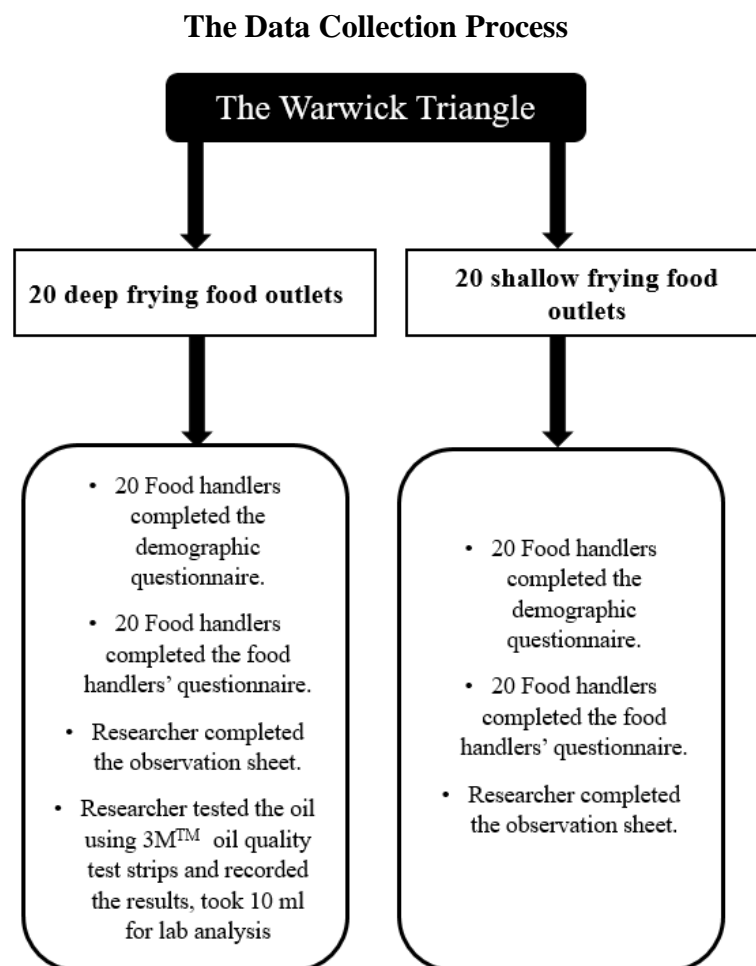 The Data Collection Process
The Warwick Triangle
20 deep frying food outlets
20 shallow frying food
outlets
• 20 Food handlers
completed the
demographic
questionnaire.
• 20 Food handlers
completed the food
handlers’ questionnaire.
• Researcher completed
the observation sheet.
• Researcher tested the oil
using 3M™ oil quality
test strips and recorded
the results, took 10 ml
for lab analysis
• 20 Food handlers
completed the
demographic
questionnaire.
• 20 Food handlers
completed the food
handlers’ questionnaire.
• Researcher completed
the observation sheet.